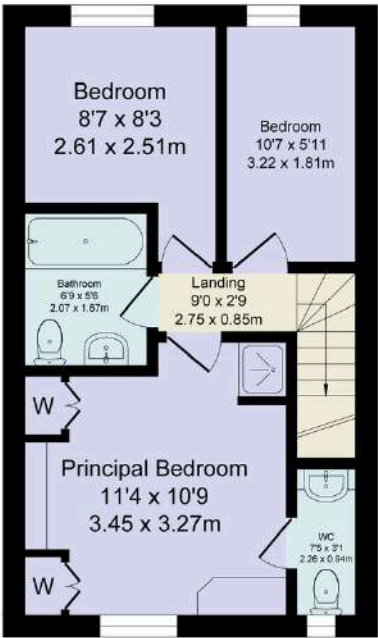 Bedroom
8'7 x 8'3
2.61 x 2.51m
Bedroom
10'7 x 5'11
3.22 x 1.81m
Bathroom
6'9 x 5'6
2.07 x 1.67m
Landing
9'0 x 2'9
2.75 x 0.85m
W
Principal Bedroom
11'4 x 10'9
3.45 x 3.27m
W
WC
7'5 x 3'1
2.26 x 0.94m